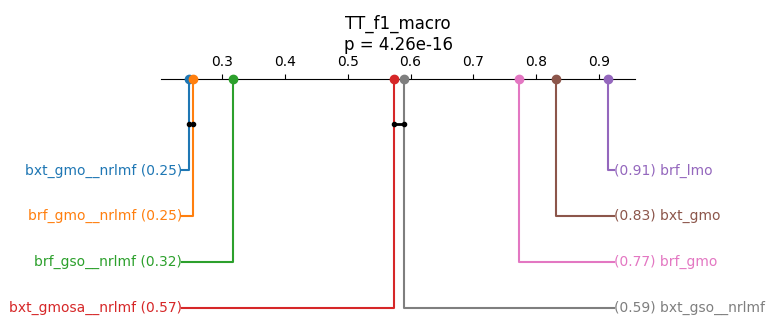 TT_f1_macro
p = 4.26e-16
0.3 0.4 0.5 0.6 0.7 0.8 0.9
bxt_gmo__nrlmf (0.25)
(0.91) brf_lmo
brf_gmo__nrlmf (0.25)
(0.83) bxt_gmo
brf_gso__nrlmf (0.32)
(0.77) brf_gmo
bxt_gmosa__nrlmf (0.57)
(0.59) bxt_gso__nrlmf